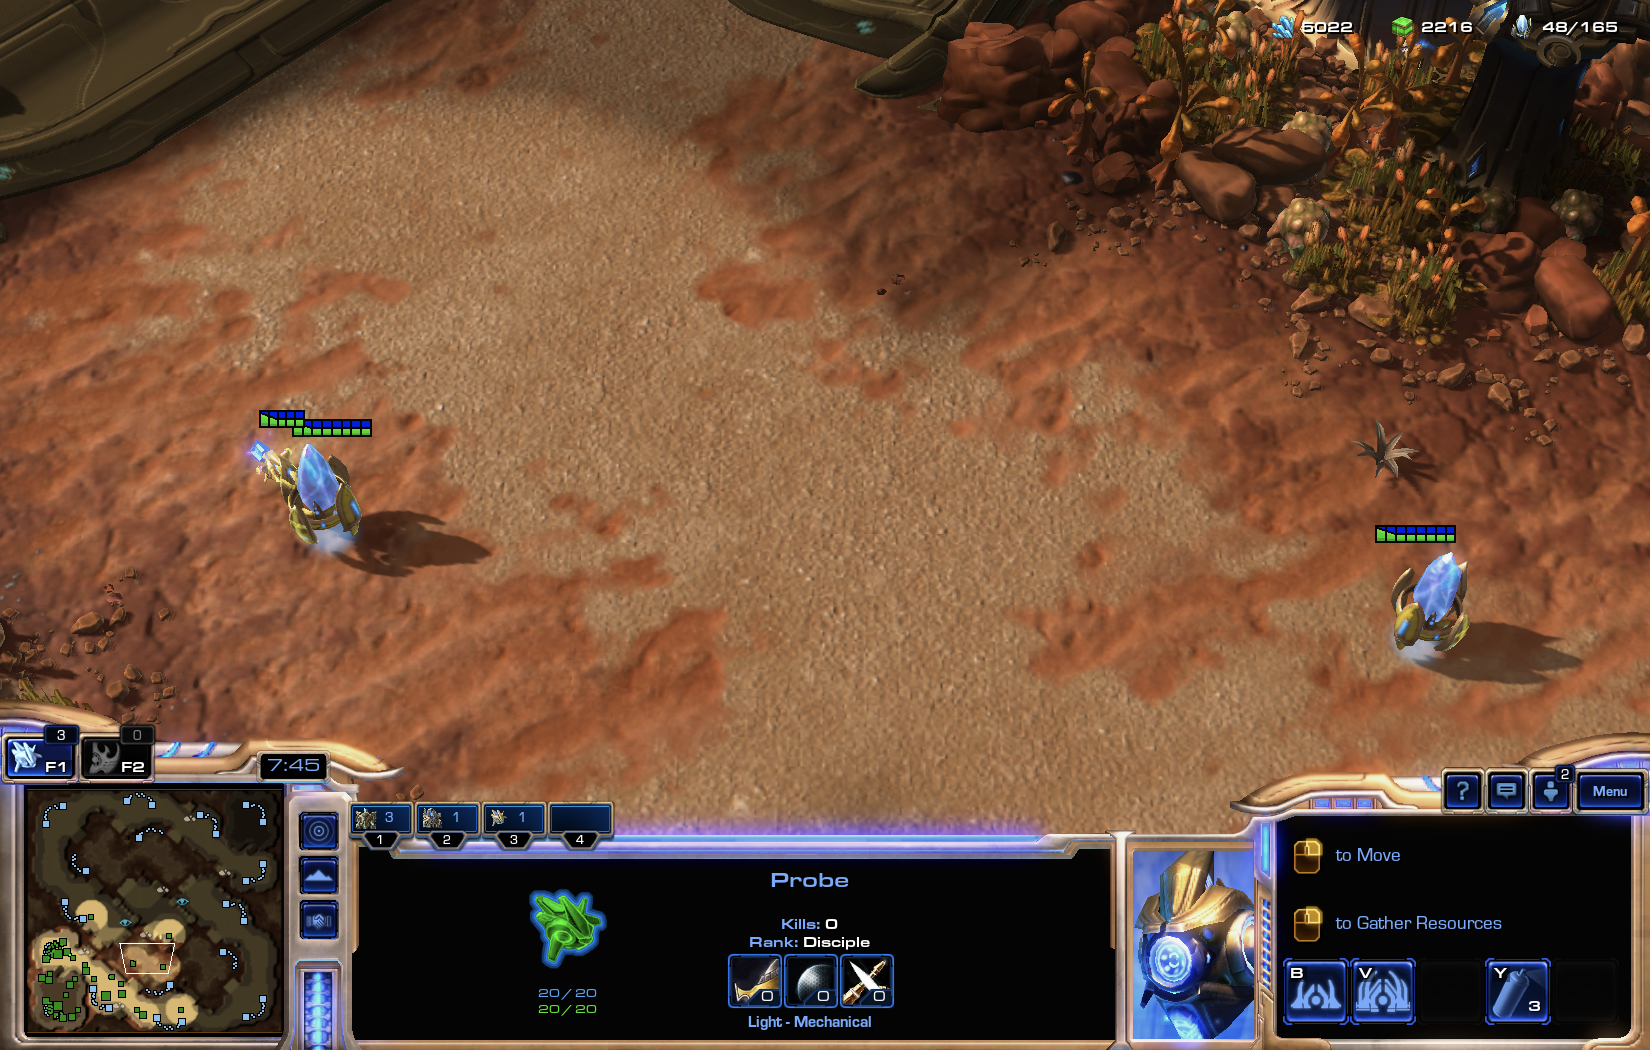 5022 2216 48/165
3 0
F1 F2
7:45
2
? Menu
3 1 1
1 2 3 4
to Move
Probe
Kills: 0
to Gather Resources
Rank: Disciple
B V Y
0 0 0
3
20/20
20/20
Light - Mechanical